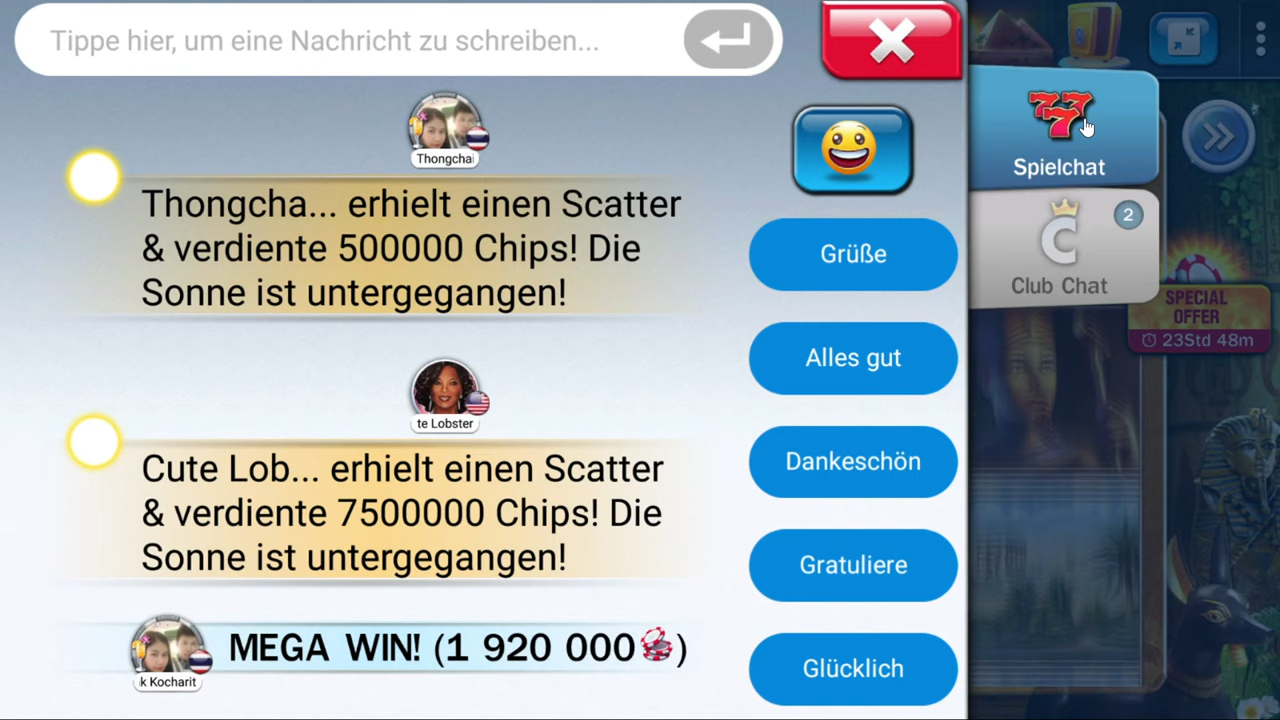 Tippe hier, um eine Nachricht zu schreiben...
Thongchai
Thongcha... erhielt einen Scatter
& verdiente 500000 Chips! Die
Sonne ist untergegangen!
te Lobster
Cute Lob... erhielt einen Scatter
& verdiente 7500000 Chips! Die
Sonne ist untergegangen!
MEGA WIN! (1 920 000)
k Kocharit
Grüße
Alles gut
Dankeschön
Gratuliere
Glücklich
777
Spielchat
C
2
Club Chat
SPECIAL
OFFER
23Std 48m